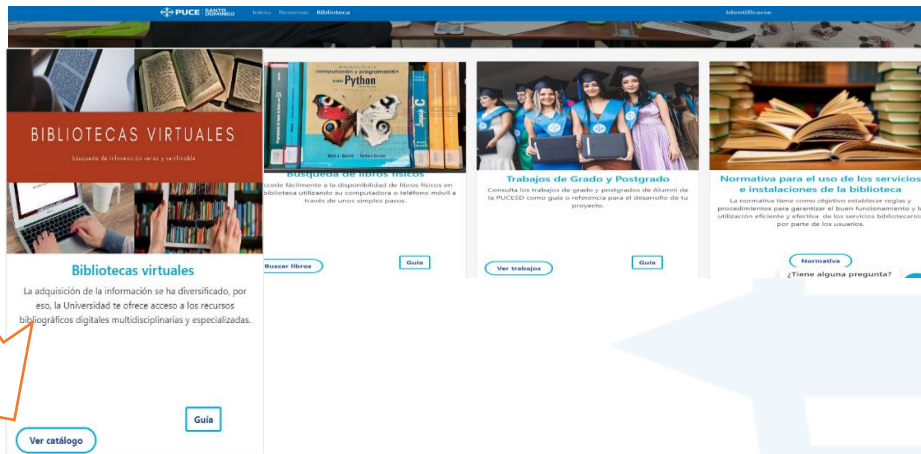 PUCE SANTO DOMINGO
Inicio Reservas Biblioteca
Identificarse
BIBLIOTECAS VIRTUALES
búsqueda de información veraz y verificable
Bibliotecas virtuales
La adquisición de la información se ha diversificado, por
eso, la Universidad te ofrece acceso a los recursos
bibliográficos digitales multidisciplinarias y especializadas.
Guía
Ver catálogo
computación y programación
con Python
Búsqueda de libros físicos
ccede fácilmente a la disponibilidad de libros físicos en
biblioteca utilizando su computadora o teléfono móvil a
través de unos simples pasos.
Buscar libros
Guía
Trabajos de Grado y Postgrado
Consulta los trabajos de grado y postgrados de Alumni de
la PUCESD como guía o referencia para el desarrollo de tu
proyecto.
Ver trabajos
Guía
Normativa para el uso de los servicios
e instalaciones de la biblioteca
La normativa tiene como objetivo establecer reglas y
procedimientos para garantizar el buen funcionamiento y la
utilización eficiente y efectiva de los servicios bibliotecarios
por parte de los usuarios.
Normativa
¿Tiene alguna pregunta?